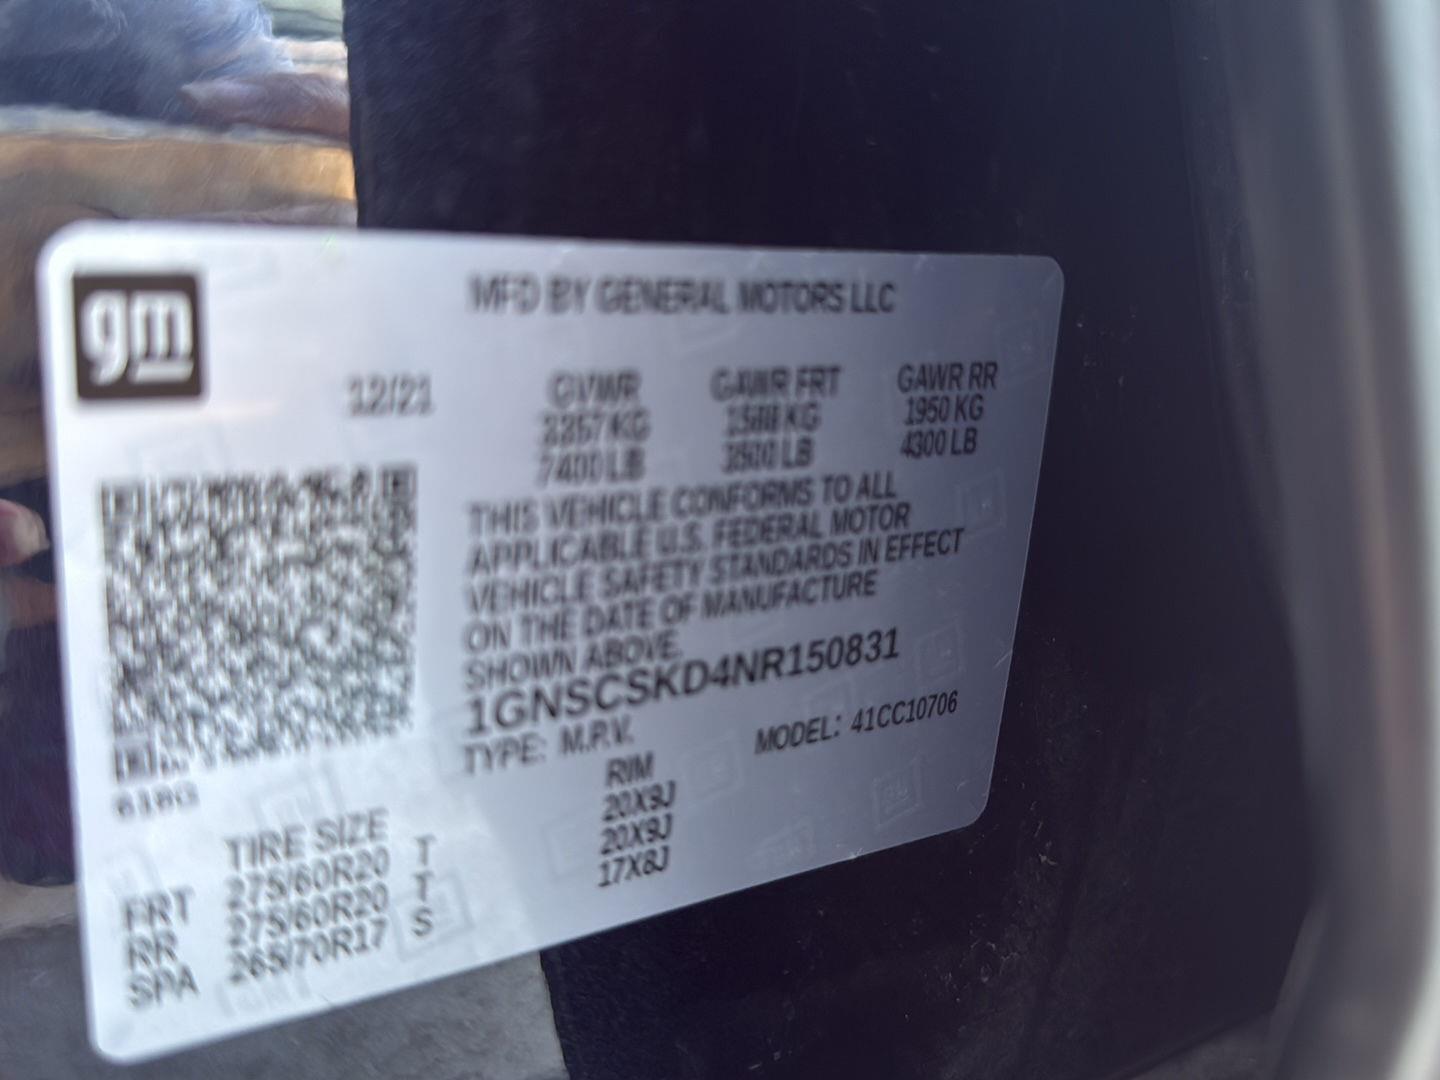 gm
MFD BY GENERAL MOTORS LLC
12/21 GVWR GAWR FRT GAWR RR
3357 KG 1588 KG 1950 KG
7400 LB 3500 LB 4300 LB
THIS VEHICLE CONFORMS TO ALL
APPLICABLE U.S. FEDERAL MOTOR
VEHICLE SAFETY STANDARDS IN EFFECT
ON THE DATE OF MANUFACTURE
SHOWN ABOVE.
1GNSCSKD4NR150831
TYPE: M.P.V. MODEL: 41CC10706
TIRE SIZE RIM
FRT 275/60R20 T 20X9J
RR 275/60R20 T 20X9J
SPA 265/70R17 S 17X8J